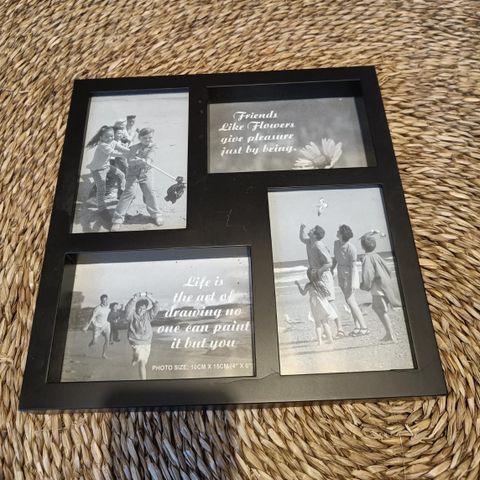 Friends
Like Flowers
give pleasure
just by being.
Life is
the art of
drawing no
one can paint
it but you
PHOTO SIZE: 10CM X 15CM (4" X 6")